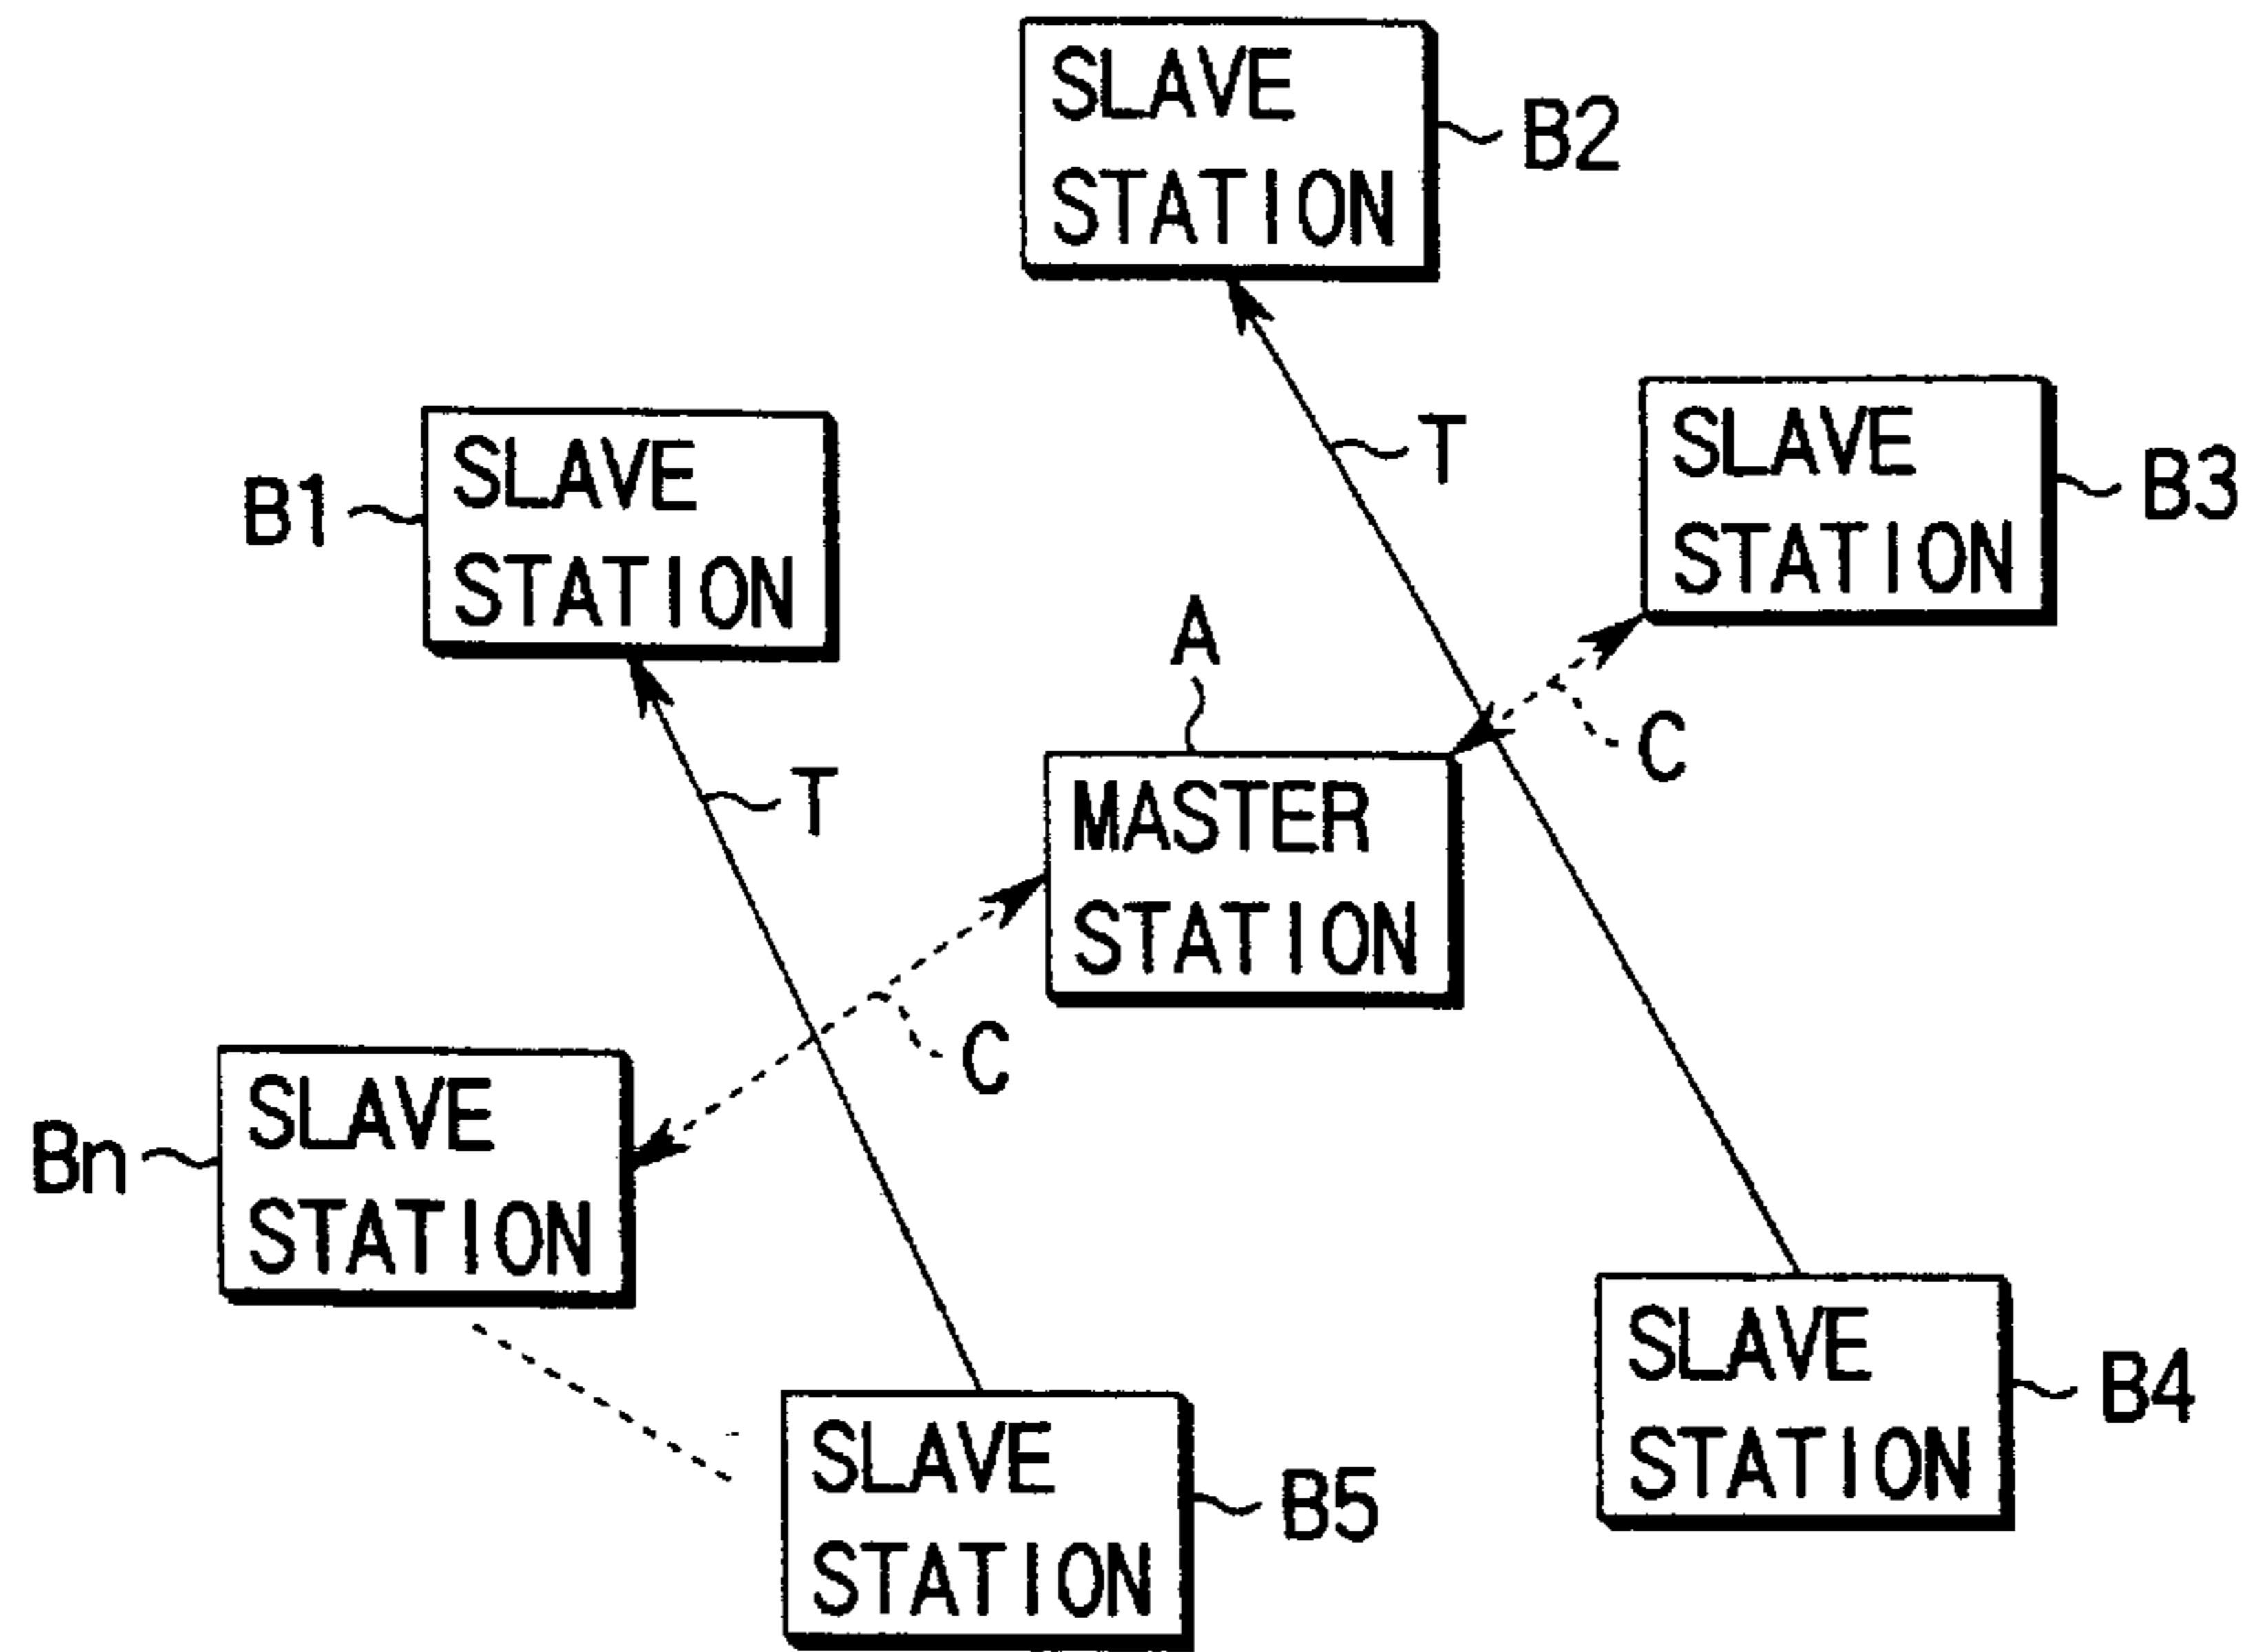 SLAVE
STATION
B2
SLAVE
STATION
B1
T
SLAVE
STATION
B3
A
T
C
MASTER
STATION
C
SLAVE
STATION
Bn
SLAVE
STATION
B5
SLAVE
STATION
B4